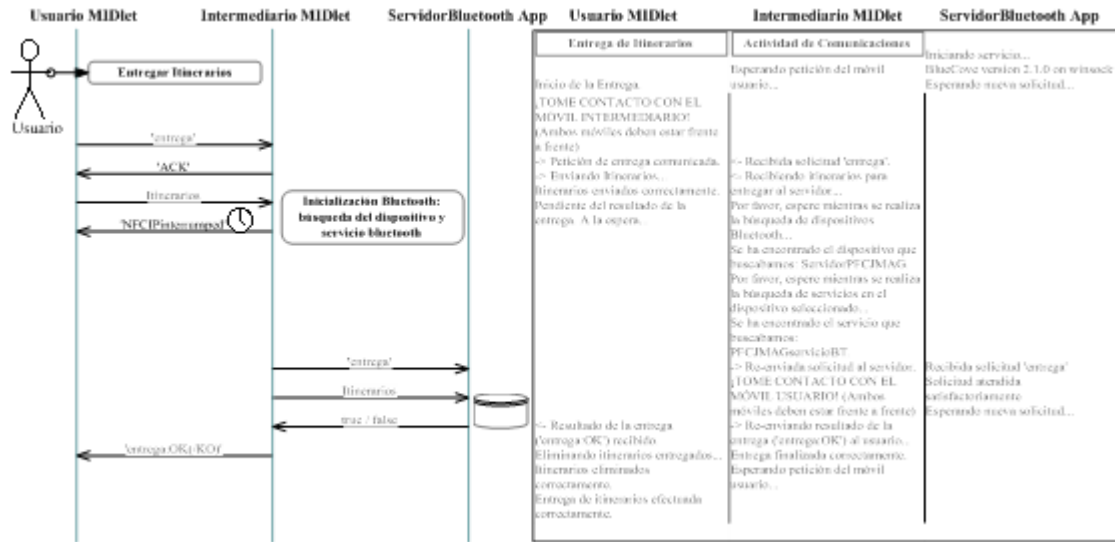 Usuario MIDlet
Intermediario MIDlet
ServidorBluetooth App
Entregar Itinerarios
Usuario
'entrega'
'ACK'
Itinerarios
'NFCIPinterrumped'
Inicialización Bluetooth:
búsqueda del dispositivo y
servicio bluetooth
'entrega'
Itinerarios
true / false
'entrega:OK(/KO)'
Usuario MIDlet
Entrega de Itinerarios
Inicio de la Entrega
¡TOME CONTACTO CON EL
MÓVIL INTERMEDIARIO!
(Ambos móviles deben estar frente
a frente)
-> Petición de entrega comunicada.
-> Enviando Itinerarios...
Itinerarios enviados correctamente.
Pendiente del resultado de la
entrega. A la espera.
<- Resultado de la entrega
('entrega:OK') recibido
Eliminando itinerarios entregados...
Itinerarios eliminados
correctamente.
Entrega de itinerarios efectuada
correctamente.
Intermediario MIDlet
Actividad de Comunicaciones
Esperando petición del móvil
usuario...
<- Recibida solicitud 'entrega'.
<- Recibiendo itinerarios para
entregar al servidor...
Por favor, espere mientras se realiza
la búsqueda de dispositivos
Bluetooth...
Se ha encontrado el dispositivo que
buscabamos: ServidorPFCJMAG
Por favor, espere mientras se realiza
la búsqueda de servicios en el
dispositivo seleccionado...
Se ha encontrado el servicio que
buscabamos:
PFCJMAGservicioBT.
-> Re-enviada solicitud al servidor.
¡TOME CONTACTO CON EL
MÓVIL USUARIO! (Ambos
móviles deben estar frente a frente)
-> Re-enviando resultado de la
entrega ('entrega:OK') al usuario...
Entrega finalizada correctamente.
Esperando petición del móvil
usuario...
ServidorBluetooth App
Iniciando servicio...
BlueCove version 2.1.0 on winsock
Esperando nueva solicitud...
Recibida solicitud 'entrega'
Solicitud atendida
satisfactoriamente
Esperando nueva solicitud...